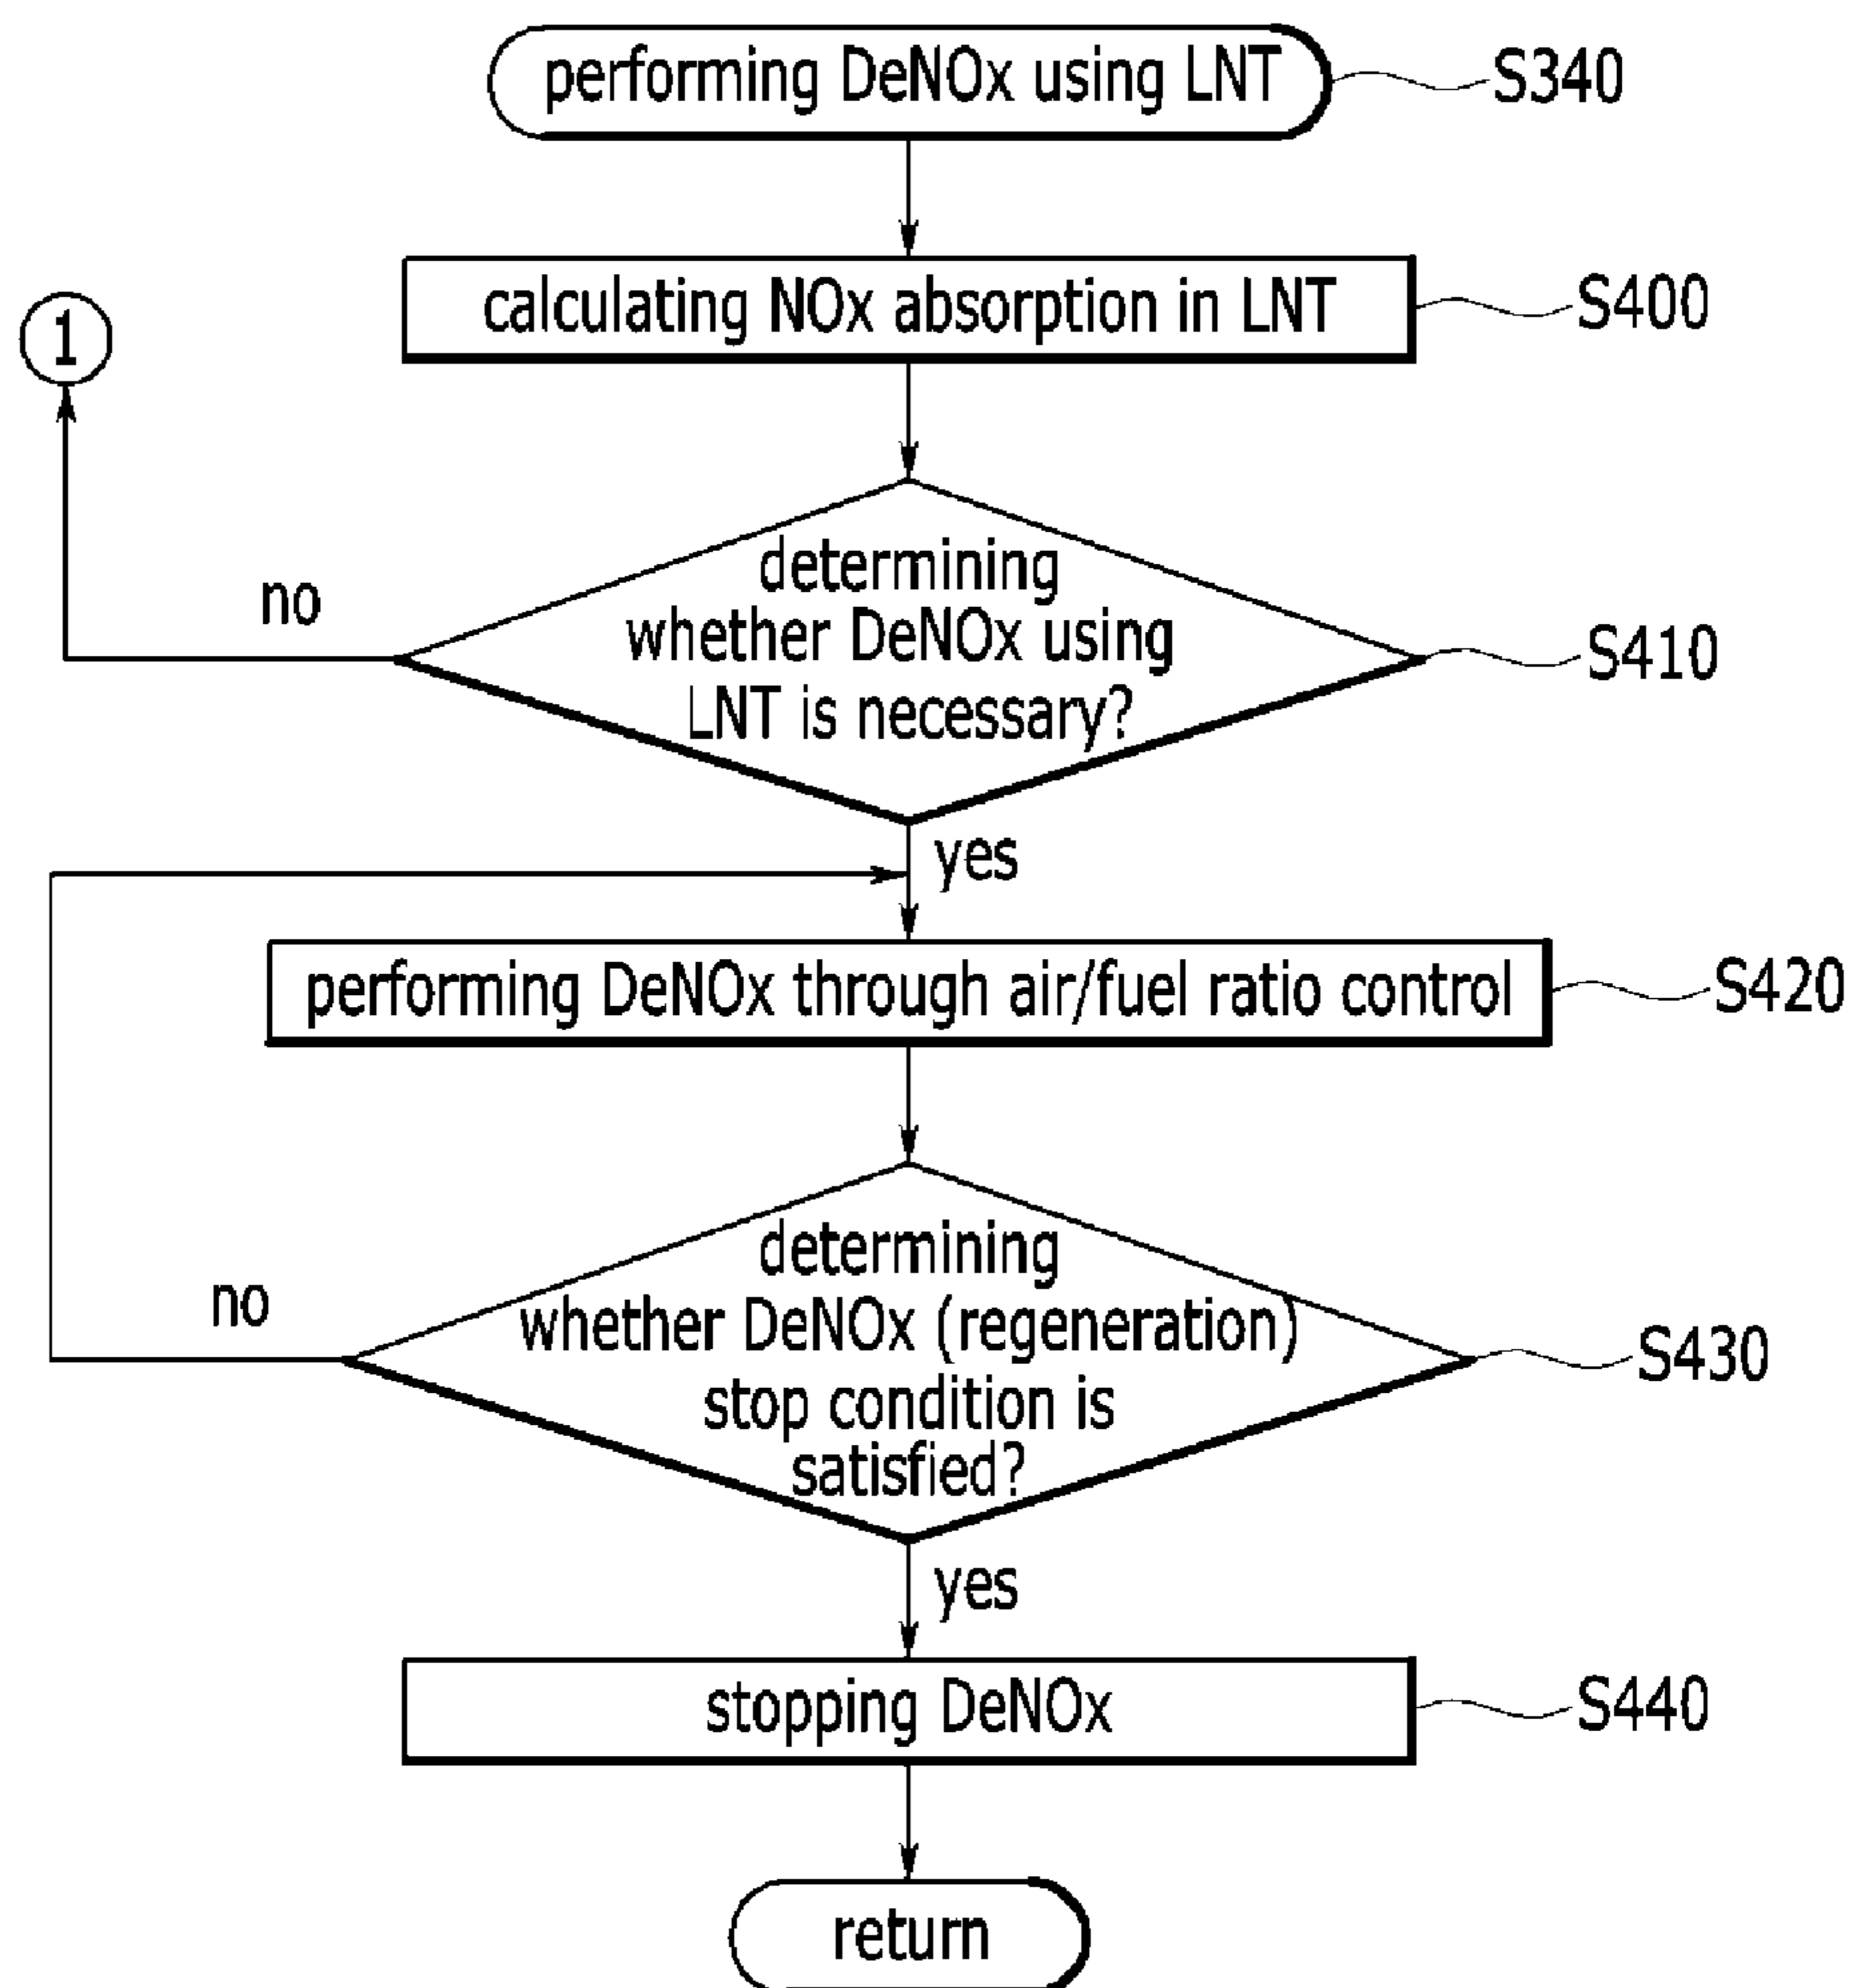 performing DeNOx using LNT
S340
calculating NOx absorption in LNT
S400
1
determining
whether DeNOx using
LNT is necessary?
S410
no
yes
performing DeNOx through air/fuel ratio control
S420
determining
whether DeNOx (regeneration)
stop condition is
satisfied?
S430
no
yes
stopping DeNOx
S440
return